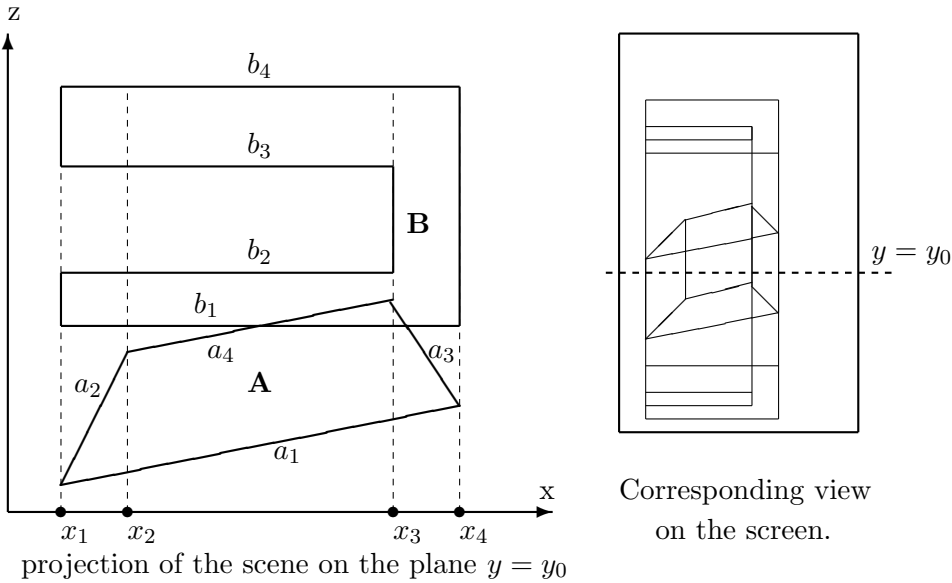 z
b₄
b₃
B
b₂
y = y₀
b₁
a₄
a₃
a₂
A
a₁
x
x₁
x₂
x₃
x₄
projection of the scene on the plane y = y₀
Corresponding view
on the screen.